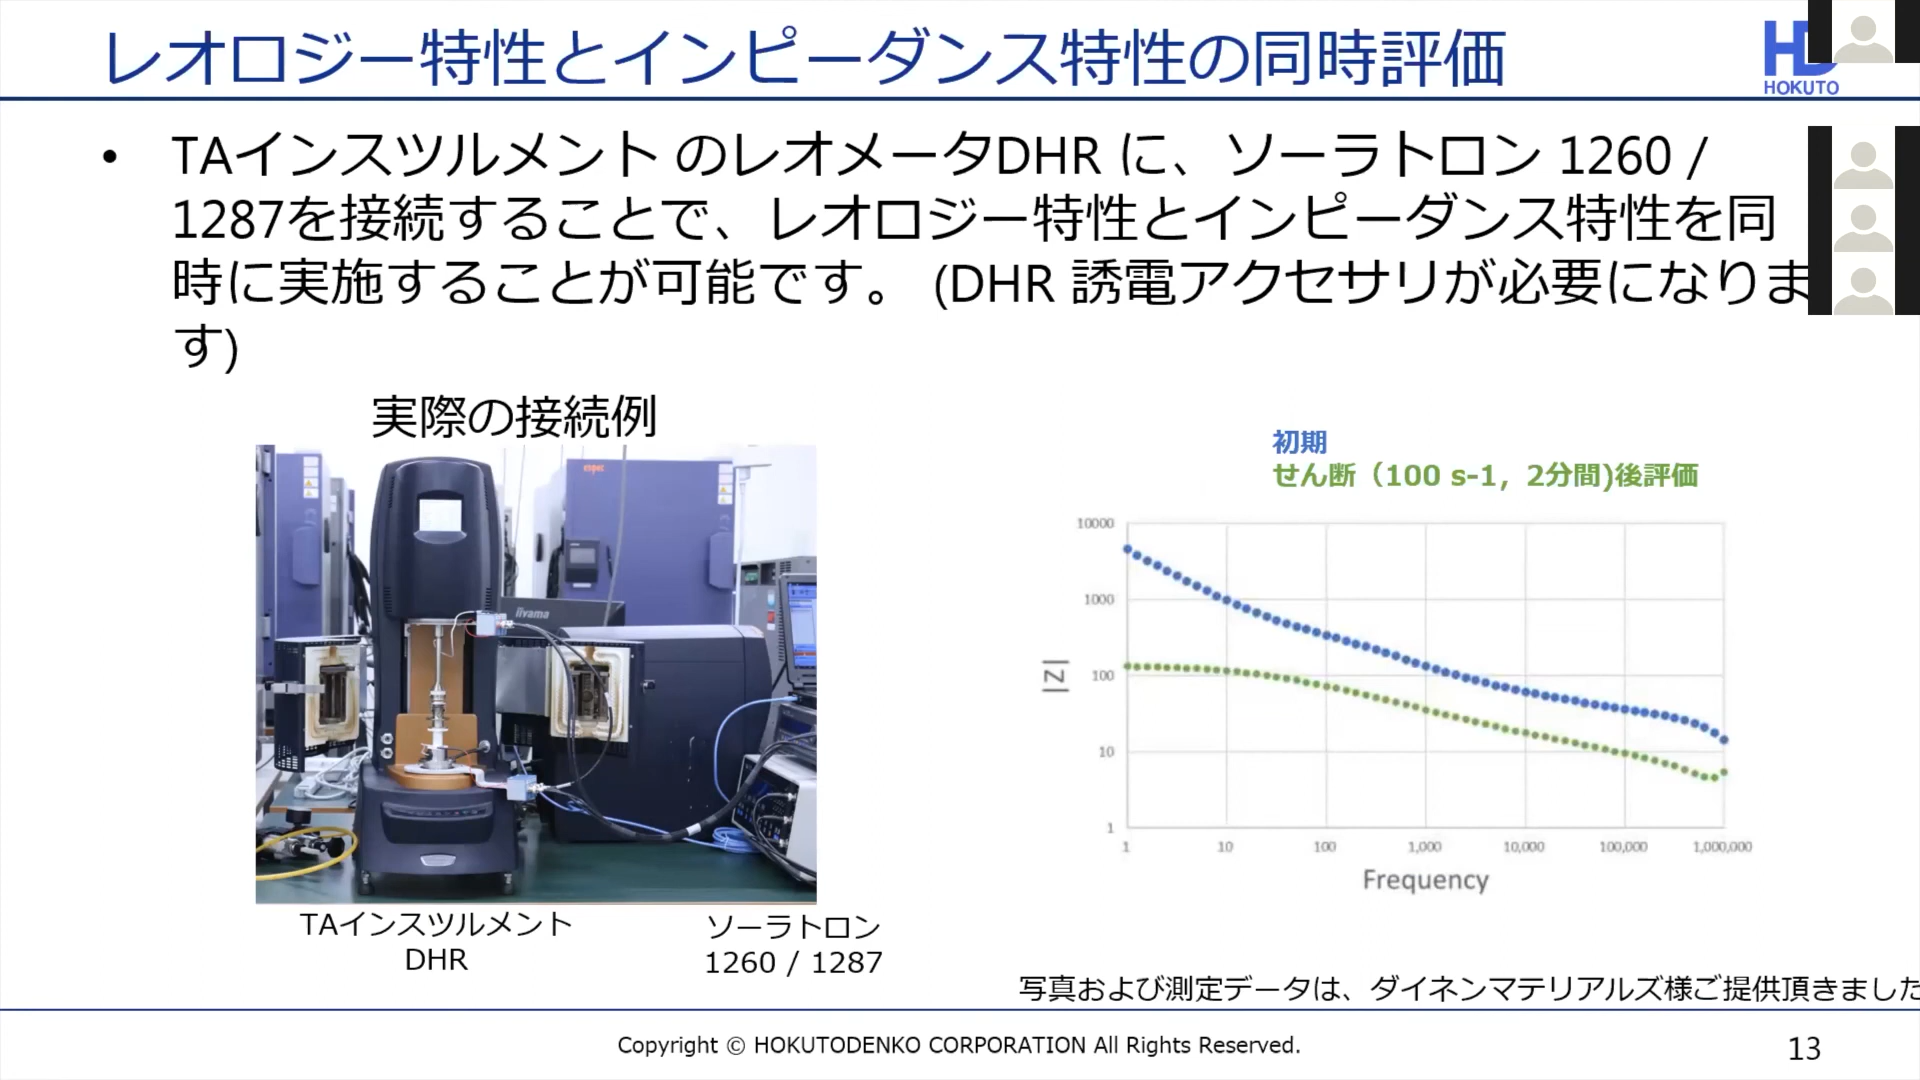 レオロジー特性とインピーダンス特性の同時評価
HOKUTO
• TAインスツルメント のレオメータDHR に、ソーラトロン 1260 /
1287を接続することで、レオロジー特性とインピーダンス特性を同
時に実施することが可能です。 (DHR 誘電アクセサリが必要になりま
す)
実際の接続例
espec
iiyama
TAインスツルメント
DHR
ソーラトロン
1260 / 1287
初期
せん断（100 s-1，2分間)後評価
10000
1000
100
10
1
|Z|
1 10 100 1,000 10,000 100,000 1,000,000
Frequency
写真および測定データは、ダイネンマテリアルズ様ご提供頂きました
Copyright © HOKUTODENKO CORPORATION All Rights Reserved.
13